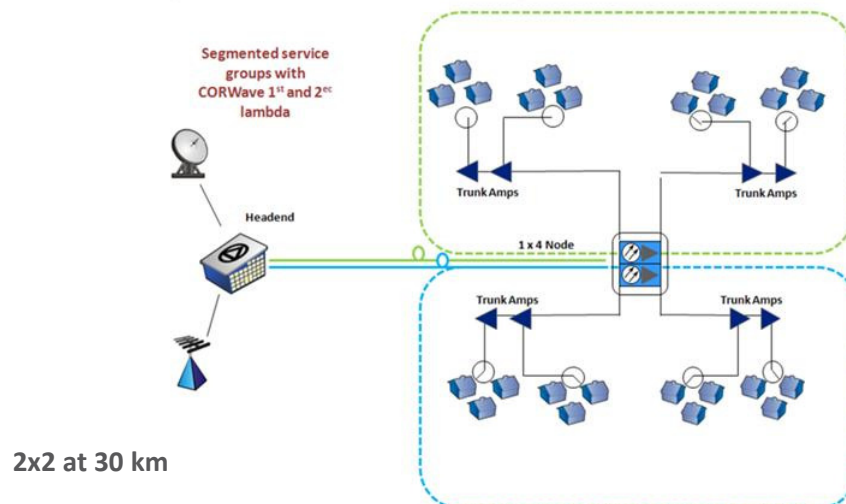 Segmented service
groups with
CORWave 1st and 2ec
lambda
Headend
Trunk Amps
Trunk Amps
1 x 4 Node
Trunk Amps
Trunk Amps
2x2 at 30 km